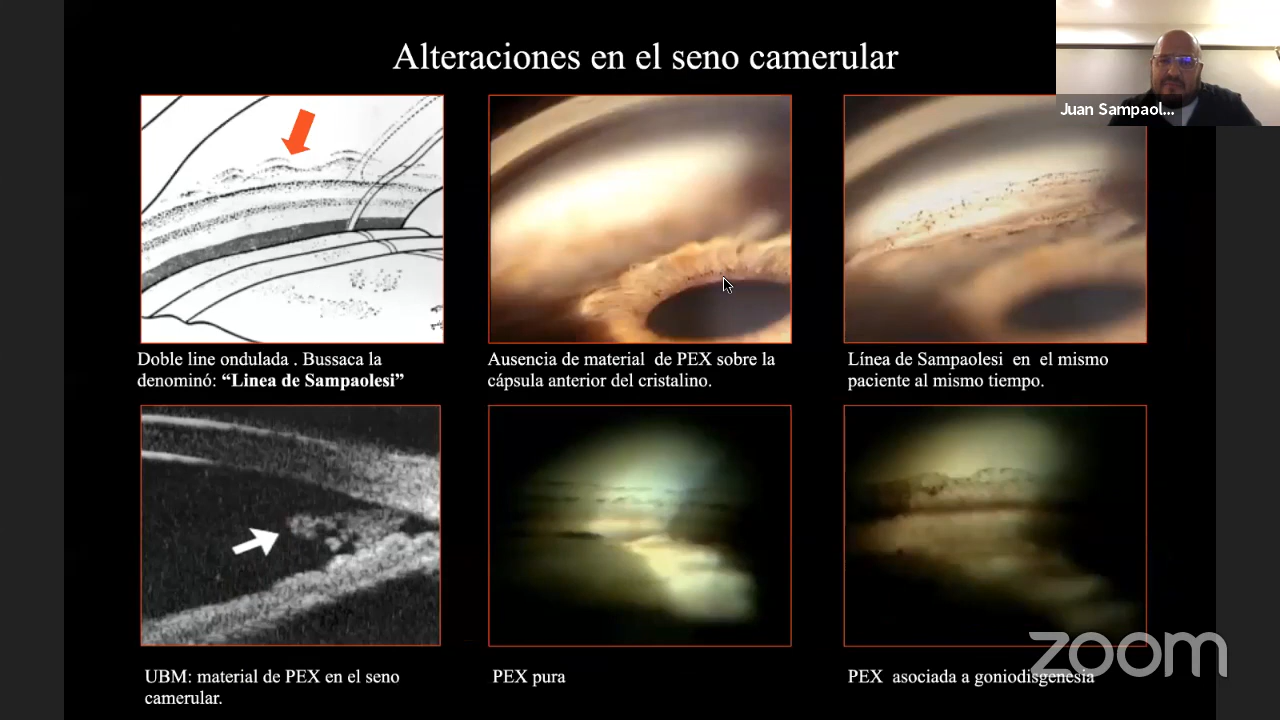 Alteraciones en el seno camerular
Juan Sampaol...
Doble line ondulada . Bussaca la
denominó: “Linea de Sampaolesi”
Ausencia de material de PEX sobre la
cápsula anterior del cristalino.
Línea de Sampaolesi en el mismo
paciente al mismo tiempo.
UBM: material de PEX en el seno
camerular.
PEX pura
PEX asociada a goniodisgenesia
zoom